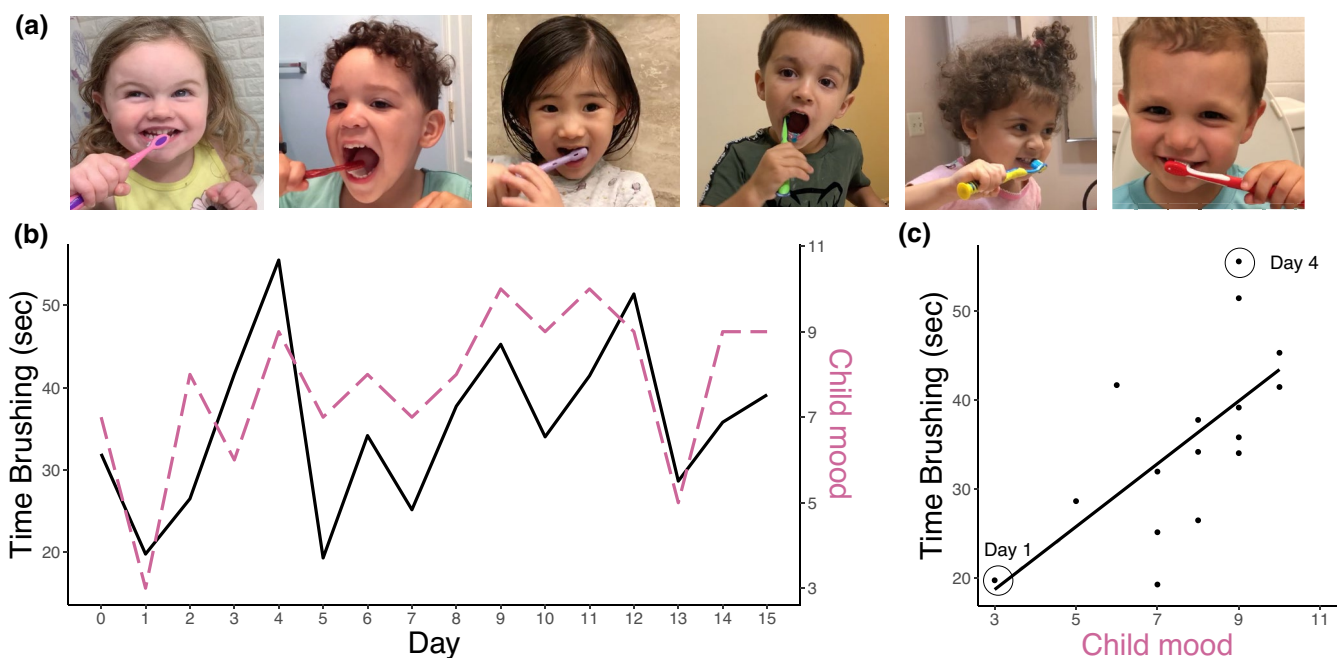 (a)
(b)
Time Brushing (sec)
50
40
30
20
0 1 2 3 4 5 6 7 8 9 10 11 12 13 14 15
Day
11
9
7
5
3
Child mood
(c)
Time Brushing (sec)
50
40
30
20
Day 4
Day 1
3 5 7 9 11
Child mood